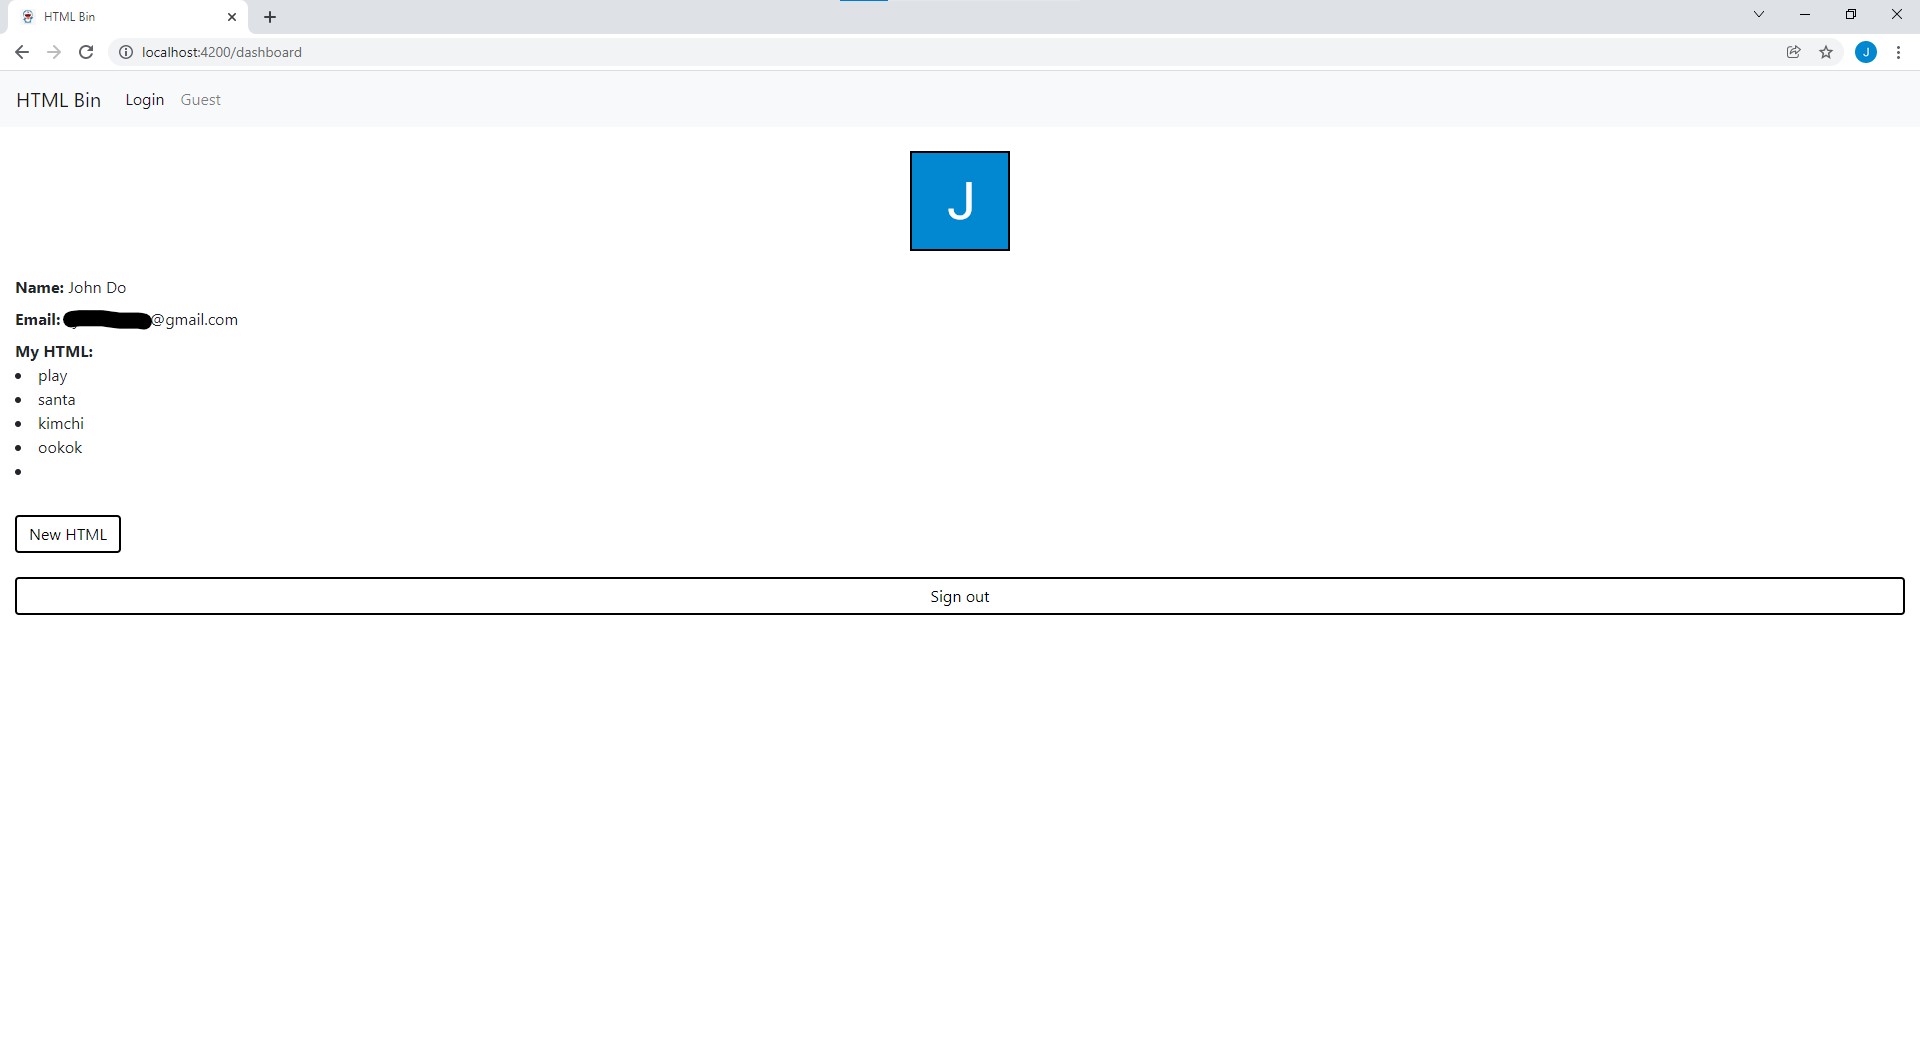 HTML Bin
localhost:4200/dashboard
J
HTML Bin Login Guest
J
Name: John Do
Email: @gmail.com
My HTML:
play
santa
kimchi
ookok
New HTML
Sign out